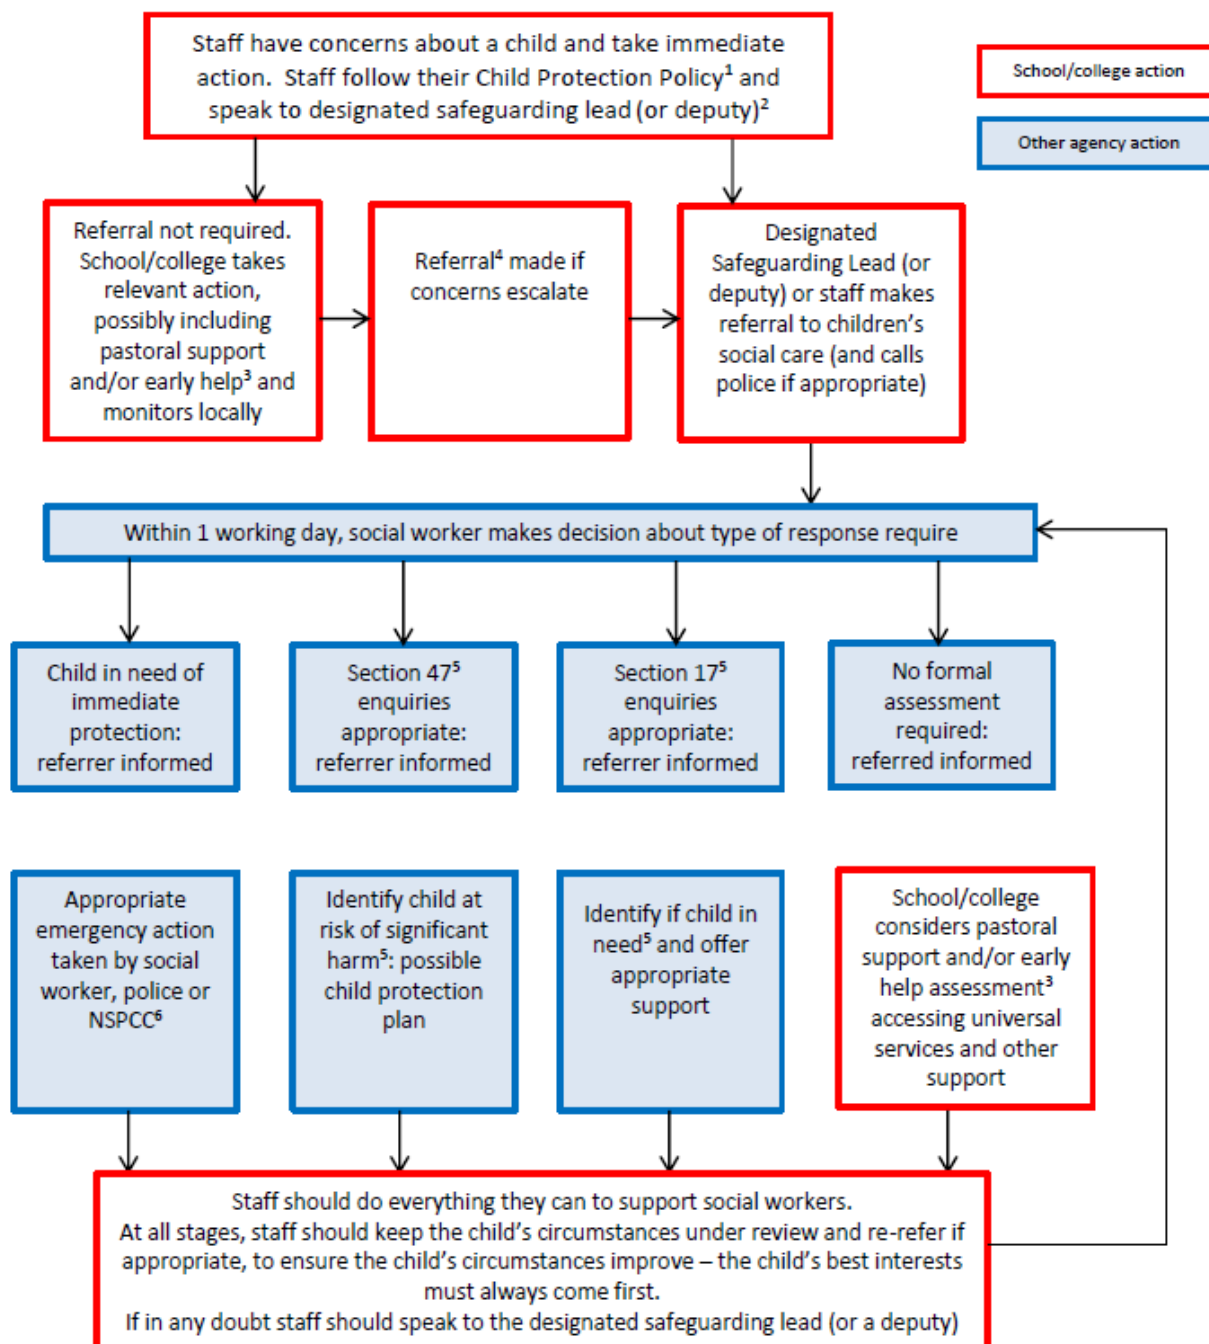 Staff have concerns about a child and take immediate
action.  Staff follow their Child Protection Policy¹ and
speak to designated safeguarding lead (or deputy)²
School/college action
Other agency action
Referral not required.
School/college takes
relevant action,
possibly including
pastoral support
and/or early help³ and
monitors locally
Referral⁴ made if
concerns escalate
Designated
Safeguarding Lead (or
deputy) or staff makes
referral to children’s
social care (and calls
police if appropriate)
Within 1 working day, social worker makes decision about type of response require
Child in need of
immediate
protection:
referrer informed
Section 47⁵
enquiries
appropriate:
referrer informed
Section 17⁵
enquiries
appropriate:
referrer informed
No formal
assessment
required:
referred informed
Appropriate
emergency action
taken by social
worker, police or
NSPCC⁶
Identify child at
risk of significant
harm⁵: possible
child protection
plan
Identify if child in
need⁵ and offer
appropriate
support
School/college
considers pastoral
support and/or early
help assessment³
accessing universal
services and other
support
Staff should do everything they can to support social workers.
At all stages, staff should keep the child’s circumstances under review and re-refer if
appropriate, to ensure the child’s circumstances improve – the child’s best interests
must always come first.
If in any doubt staff should speak to the designated safeguarding lead (or a deputy)